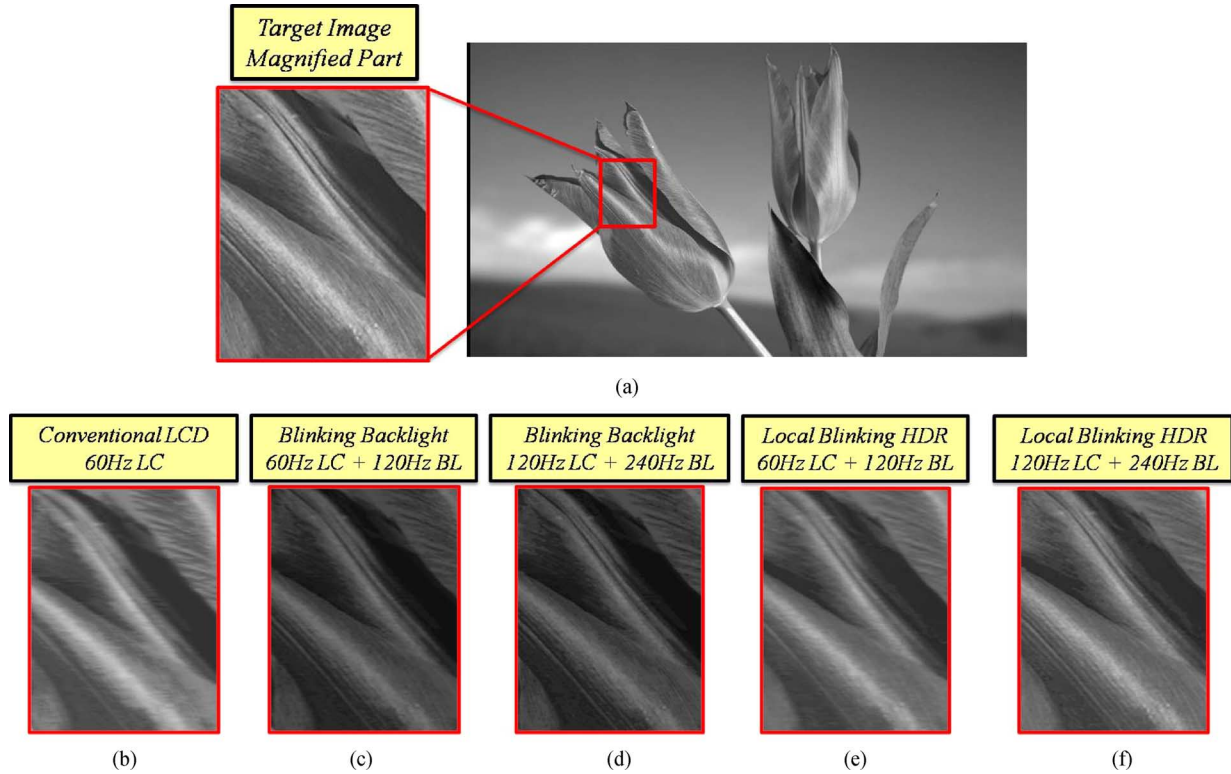 Target Image
Magnified Part
(a)
Conventional LCD
60Hz LC
Blinking Backlight
60Hz LC + 120Hz BL
Blinking Backlight
120Hz LC + 240Hz BL
Local Blinking HDR
60Hz LC + 120Hz BL
Local Blinking HDR
120Hz LC + 240Hz BL
(b)
(c)
(d)
(e)
(f)